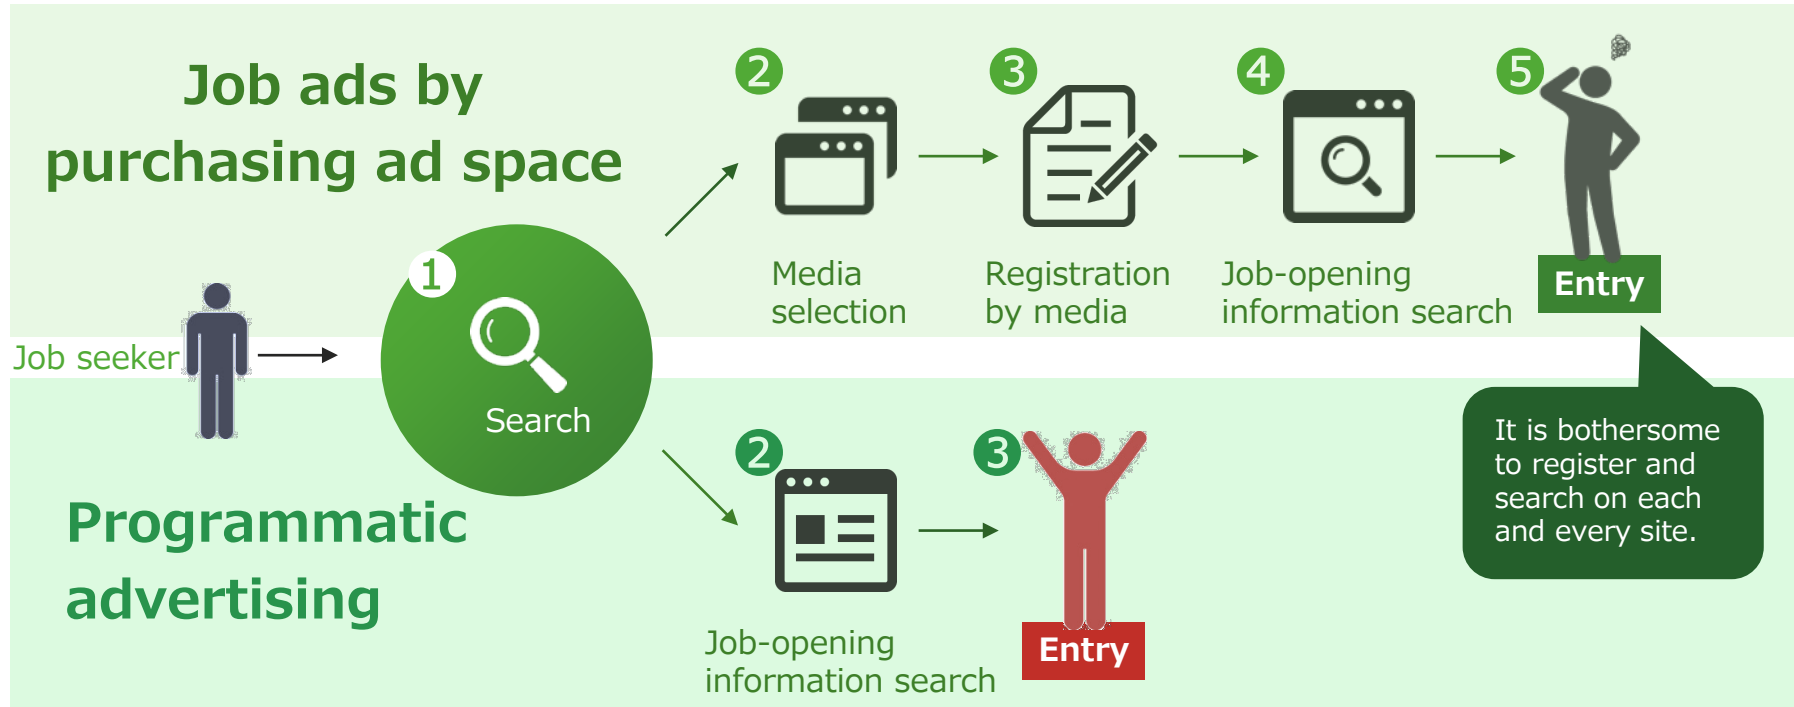 Job ads by
purchasing ad space
Job seeker
1
Search
2
Media
selection
3
Registration
by media
4
Job-opening
information search
5
Entry
It is bothersome
to register and
search on each
and every site.
Programmatic
advertising
2
Job-opening
information search
3
Entry